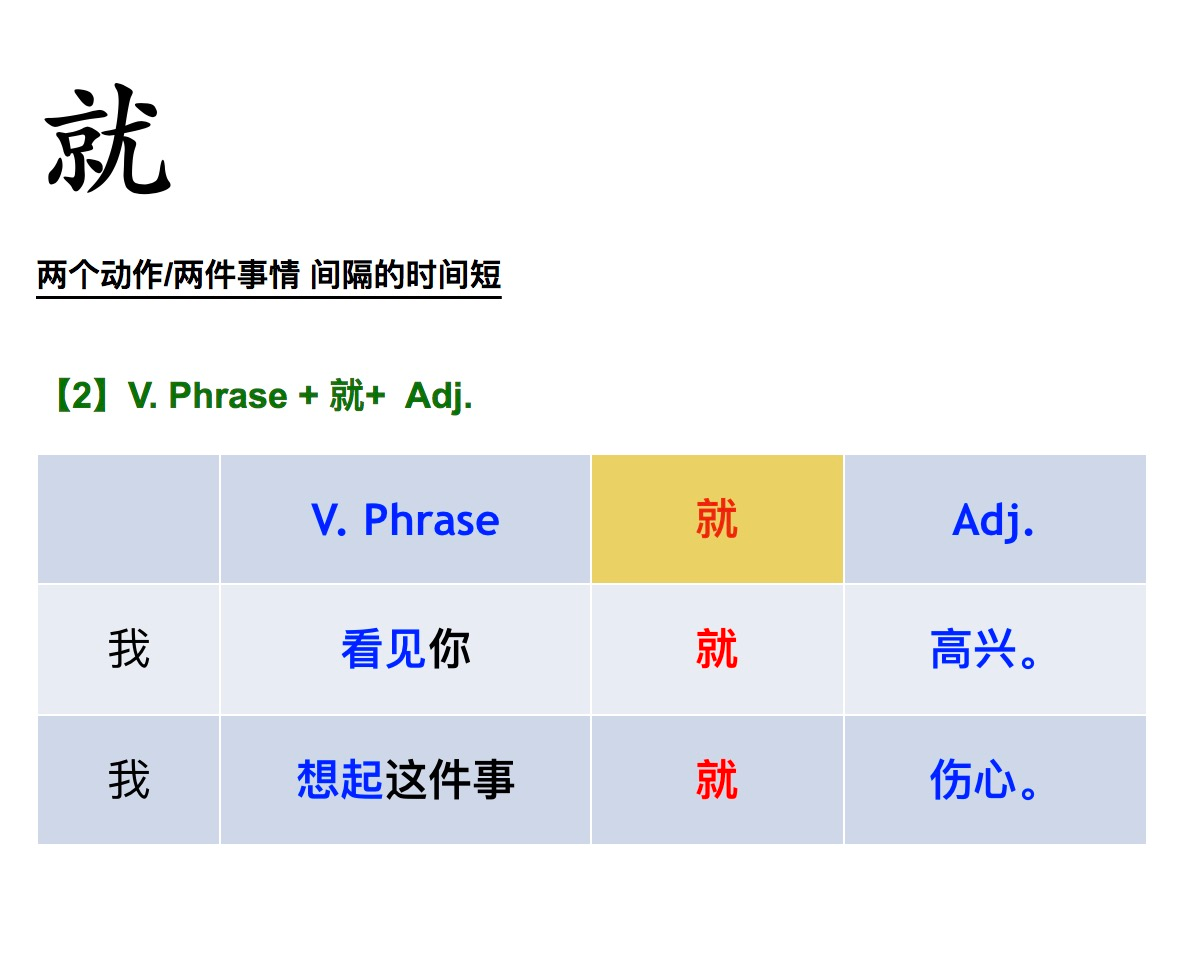 就
两个动作/两件事情 间隔的时间短
【2】V. Phrase + 就+ Adj.
V. Phrase 就 Adj.
我 看见你 就 高兴。
我 想起这件事 就 伤心。